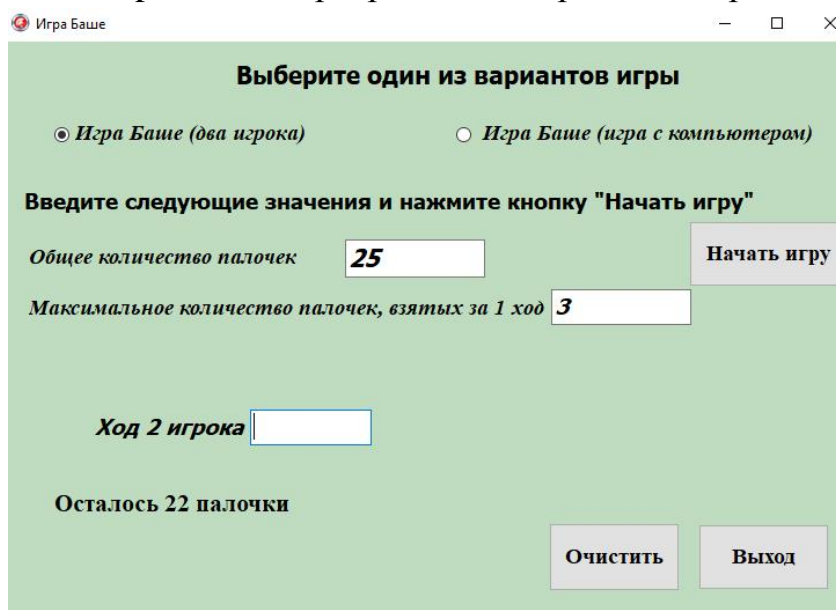 Игра Баше
Выберите один из вариантов игры
Игра Баше (два игрока)
Игра Баше (игра с компьютером)
Введите следующие значения и нажмите кнопку "Начать игру"
Общее количество палочек 25
Начать игру
Максимальное количество палочек, взятых за 1 ход 3
Ход 2 игрока
Осталось 22 палочки
Очистить
Выход